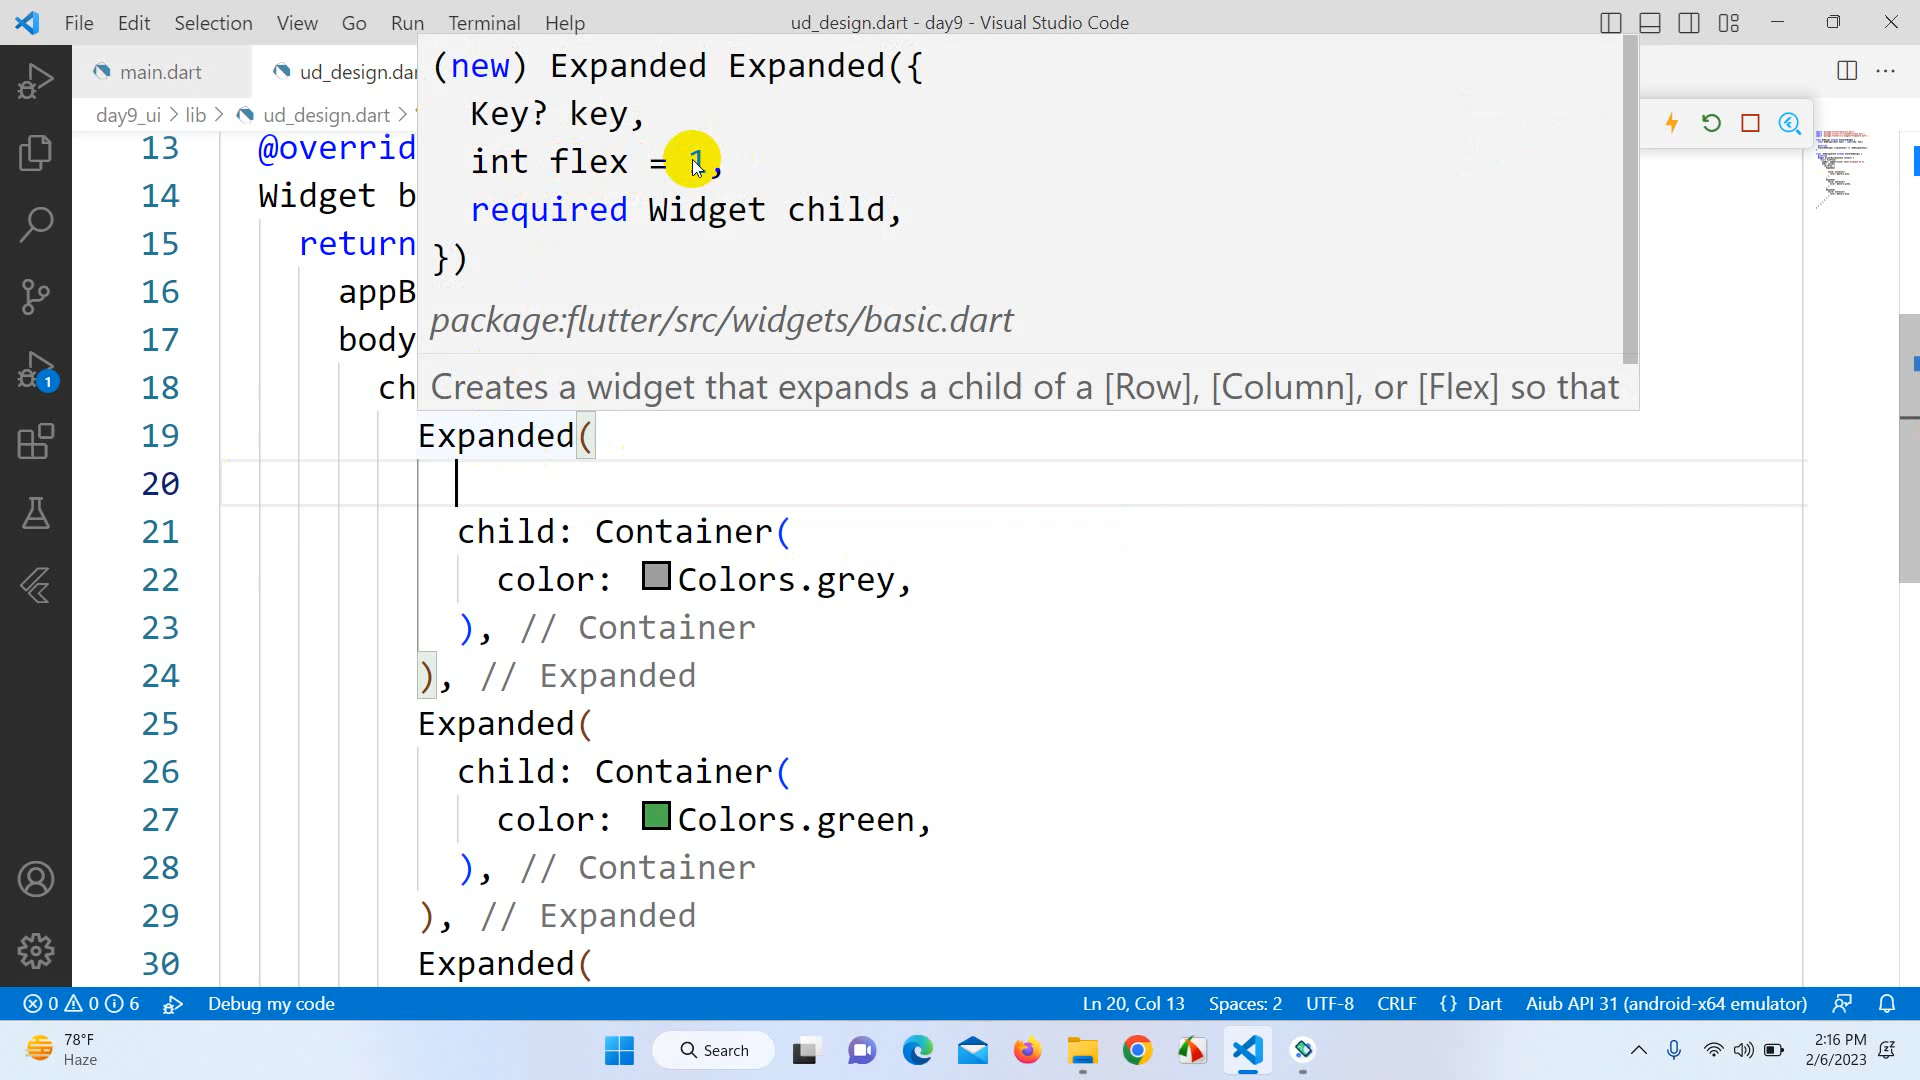 File Edit Selection View Go Run Terminal Help
ud_design.dart - day9 - Visual Studio Code
main.dart
ud_design.dar
day9_ui > lib > ud_design.dart >
(new) Expanded Expanded({
Key? key,
int flex = 1,
required Widget child,
})
package:flutter/src/widgets/basic.dart
Creates a widget that expands a child of a [Row], [Column], or [Flex] so that
13 @overrid
14 Widget b
15 return
16 appB
17 body
18 ch
19 Expanded(
20
21 child: Container(
22 color: Colors.grey,
23 ), // Container
24 ), // Expanded
25 Expanded(
26 child: Container(
27 color: Colors.green,
28 ), // Container
29 ), // Expanded
30 Expanded(
1
0 0 6 Debug my code
Ln 20, Col 13 Spaces: 2 UTF-8 CRLF {} Dart Aiub API 31 (android-x64 emulator)
78°F
Haze
Search
2:16 PM
2/6/2023